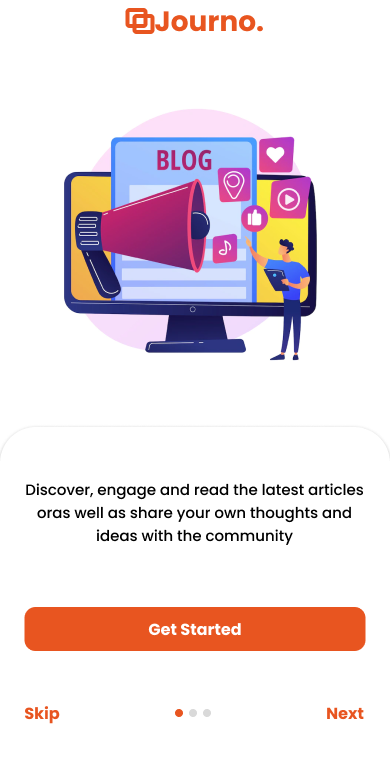 Journo.
BLOG
Discover, engage and read the latest articles
oras well as share your own thoughts and
ideas with the community
Get Started
Skip
Next